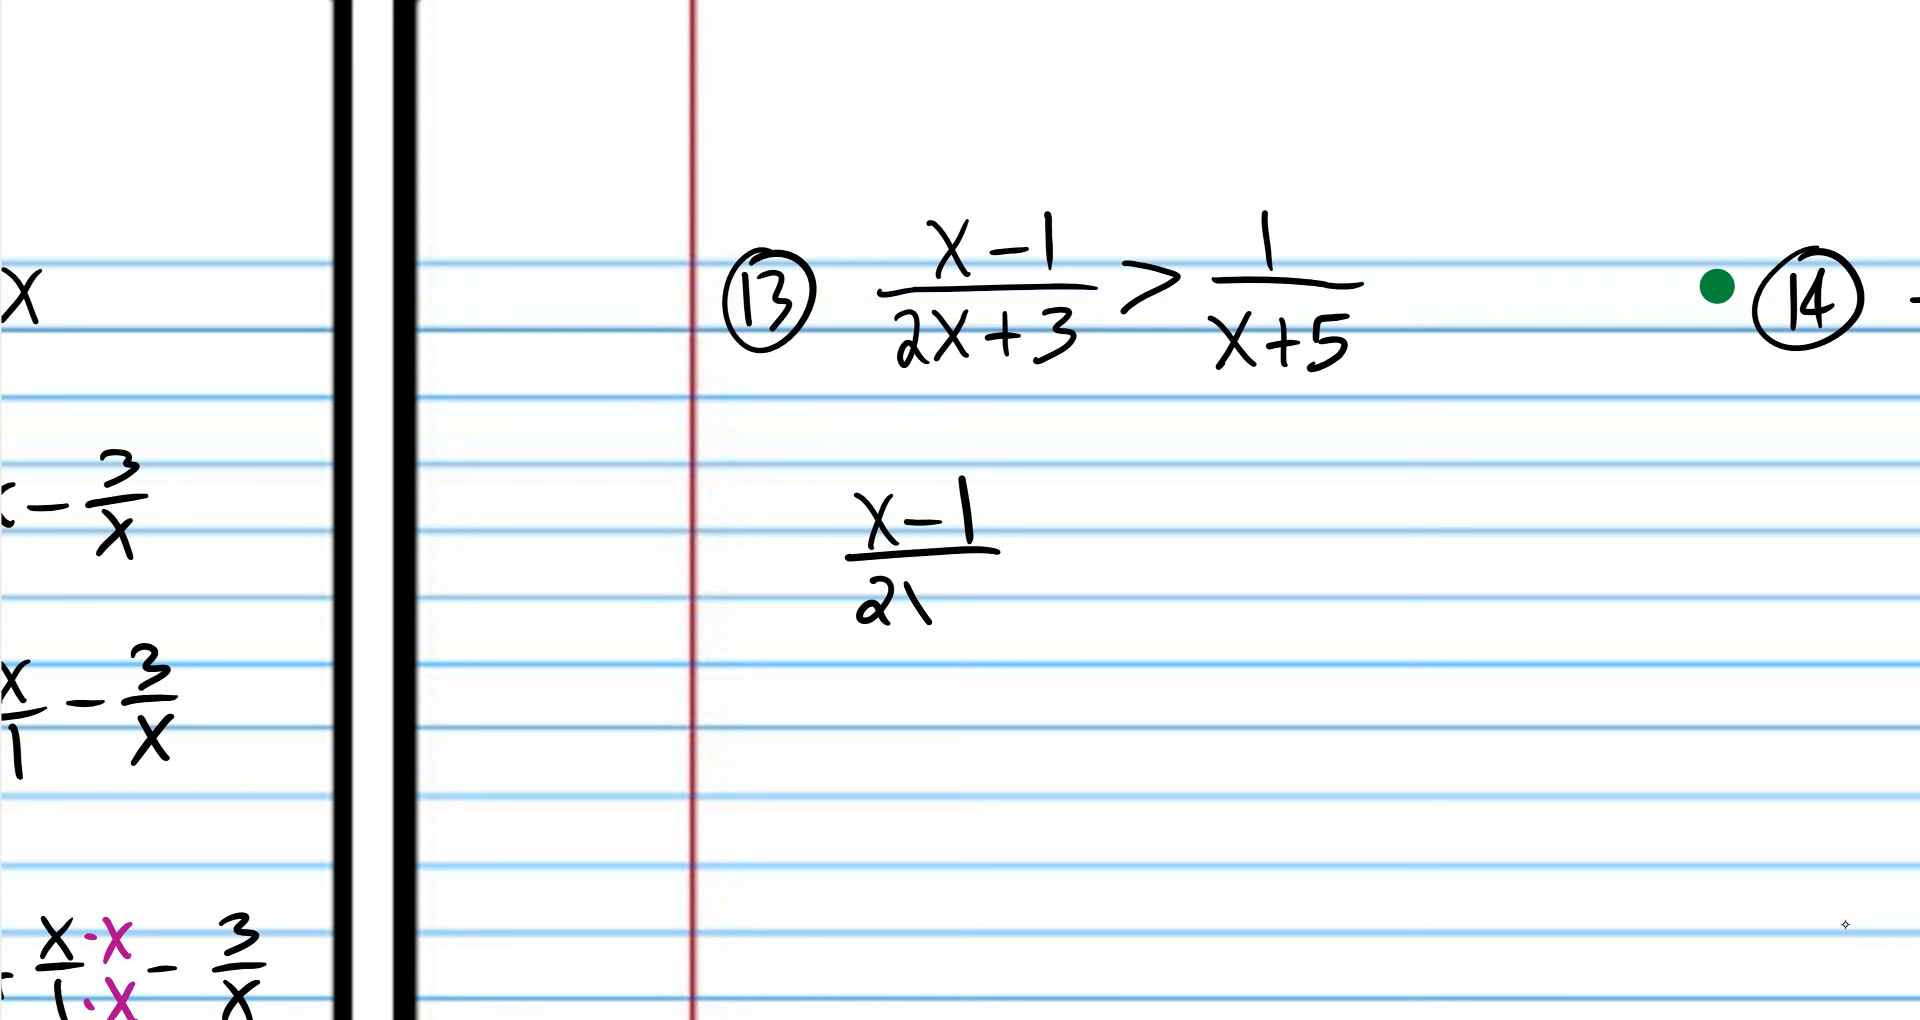 x
- 3/x
x/1 - 3/x
x·x/1·x - 3/x
13 (x-1)/(2x+3) > 1/(x+5)
(x-1)/2\
14 -